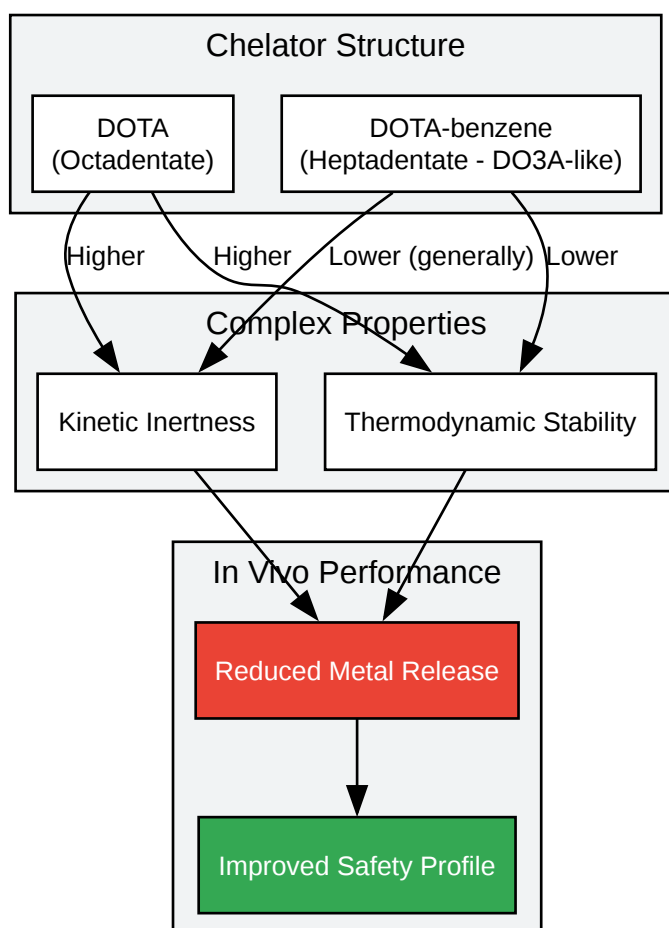 Chelator Structure
DOTA
(Octadentate)
DOTA-benzene
(Heptadentate - DO3A-like)
Higher
Higher
Lower (generally)
Lower
Complex Properties
Kinetic Inertness
Thermodynamic Stability
In Vivo Performance
Reduced Metal Release
Improved Safety Profile